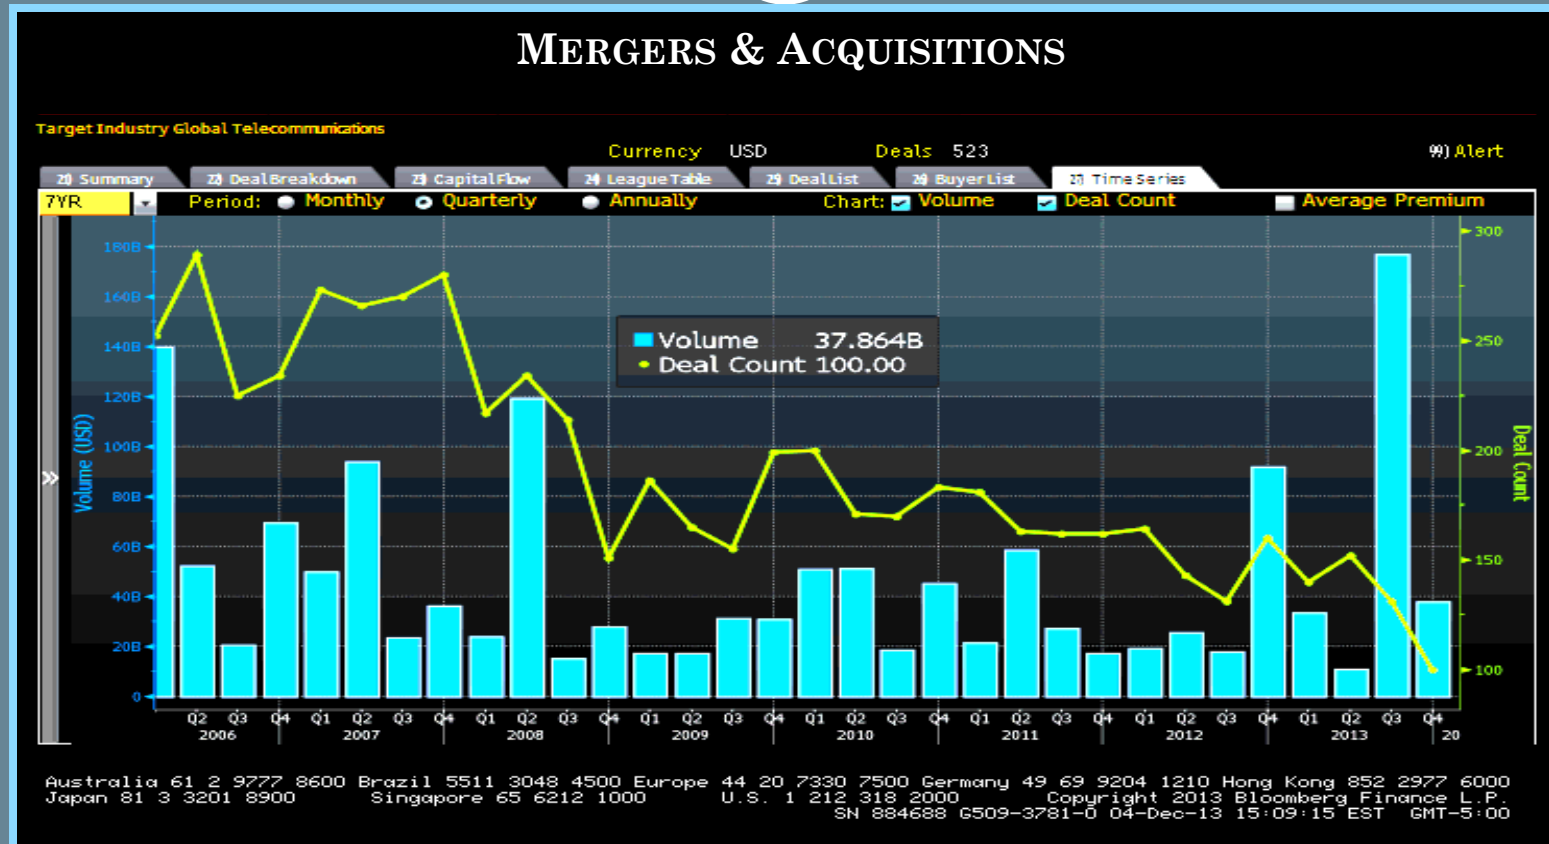 MERGERS & ACQUISITIONS
Target Industry Global Telecommunications
Currency USD Deals 523 99) Alert
20) Summary 22) Deal Breakdown 23) Capital Flow 24) League Table 25) Deal List 26) Buyer List 27) Time Series
7YR Period: Monthly Quarterly Annually Chart: Volume Deal Count Average Premium
180B
160B
140B
120B
100B
80B
60B
40B
20B
0
Volume (USD)
Volume 37.864B
Deal Count 100.00
300
250
200
150
100
Deal Count
Q2 Q3 Q4 Q1 Q2 Q3 Q4 Q1 Q2 Q3 Q4 Q1 Q2 Q3 Q4 Q1 Q2 Q3 Q4 Q1 Q2 Q3 Q4 Q1 Q2 Q3 Q4 Q1 Q2 Q3 Q4
2006 2007 2008 2009 2010 2011 2012 2013 20
Australia 61 2 9777 8600 Brazil 5511 3048 4500 Europe 44 20 7330 7500 Germany 49 69 9204 1210 Hong Kong 852 2977 6000
Japan 81 3 3201 8900 Singapore 65 6212 1000 U.S. 1 212 318 2000 Copyright 2013 Bloomberg Finance L.P.
SN 884688 G509-3781-0 04-Dec-13 15:09:15 EST GMT-5:00